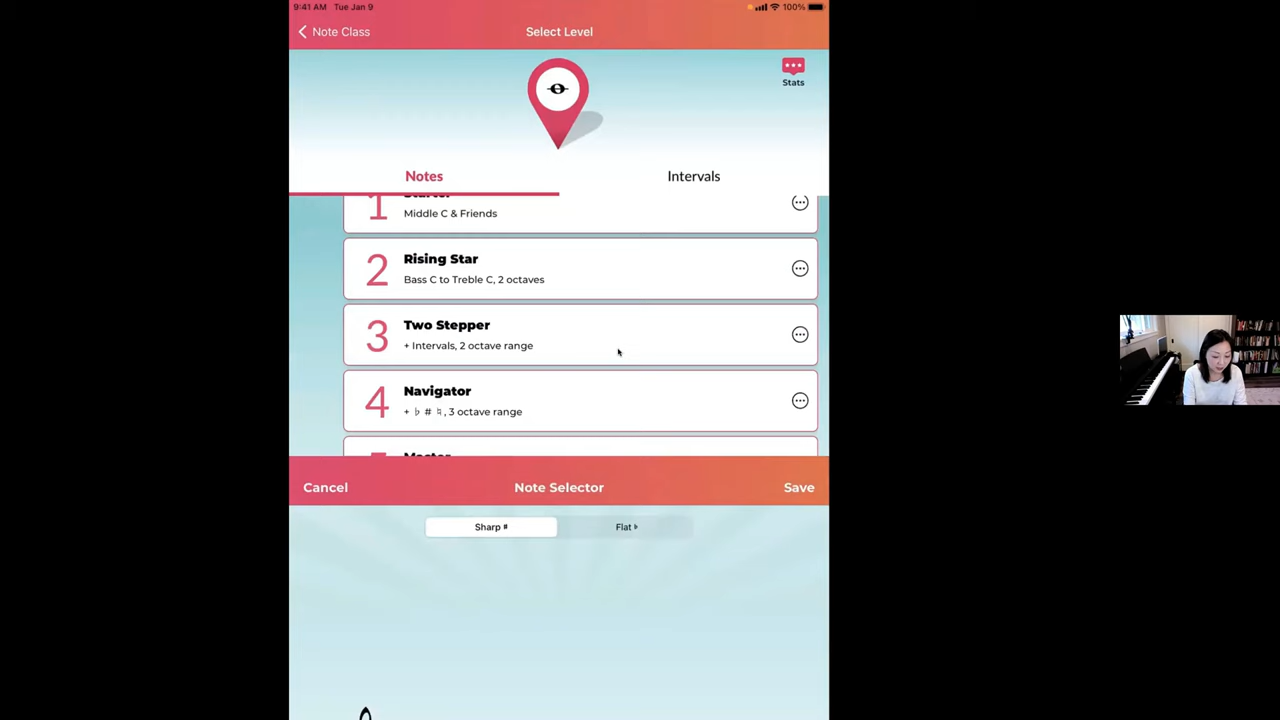 9:41 AM Tue Jan 9
100%
Note Class
Select Level
Stats
Notes
Intervals
1
Starter
Middle C & Friends
2
Rising Star
Bass C to Treble C, 2 octaves
3
Two Stepper
+ Intervals, 2 octave range
4
Navigator
+ ♭ # ♮, 3 octave range
Master
Cancel
Note Selector
Save
Sharp #
Flat ♭